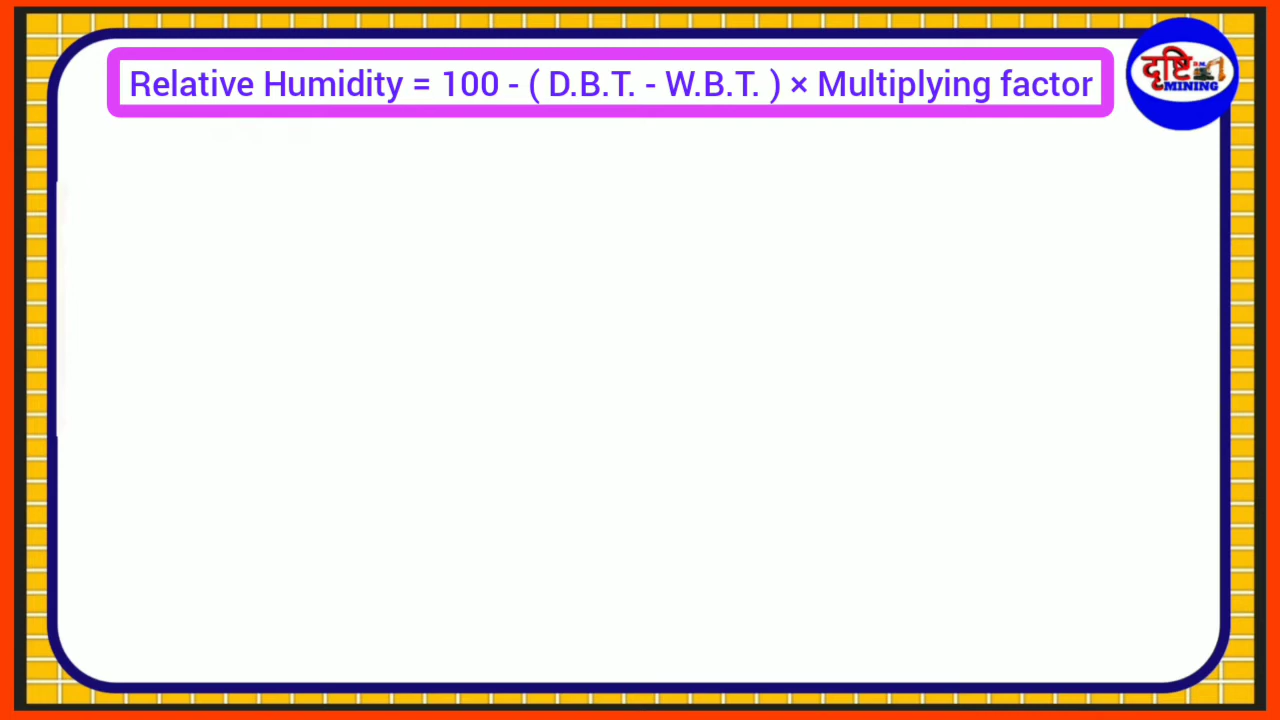 Relative Humidity = 100 - ( D.B.T. - W.B.T. ) × Multiplying factor
दृष्टि
MINING